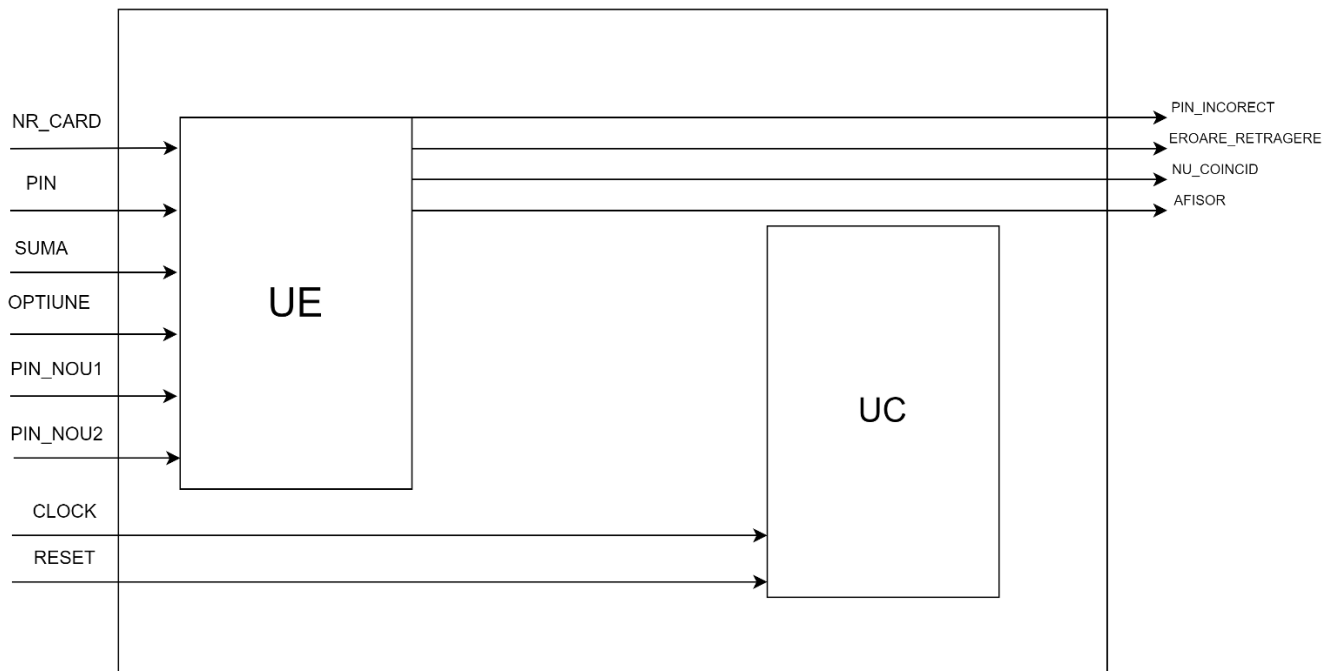 NR_CARD
PIN
SUMA
OPTIUNE
PIN_NOU1
PIN_NOU2
CLOCK
RESET
UE
UC
PIN_INCORECT
EROARE_RETRAGERE
NU_COINCID
AFISOR